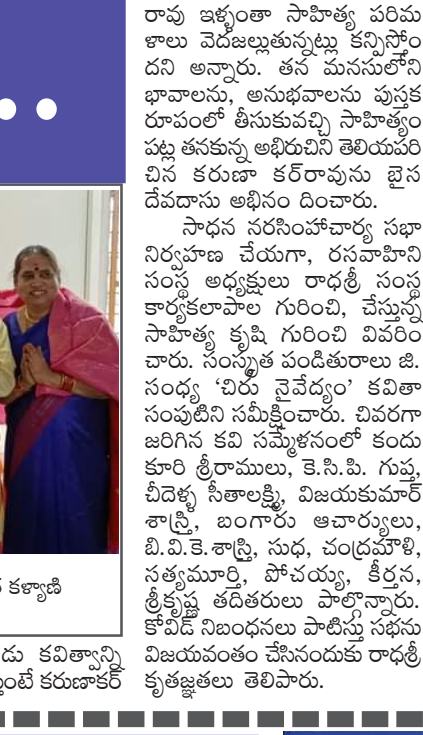 ర కళ్యాణి
డు కవిత్వాన్ని
్తుంటే కరుణాకర్
రావు ఇళ్ళంతా సాహిత్య పరిమ
ళాలు వెదజల్లుతున్నట్లు కన్పిస్తోం
దని అన్నారు. తన మనసులోని
భావాలను, అనుభవాలను పుస్తక
రూపంలో తీసుకువచ్చి సాహిత్యం
పట్ల తనకున్న అభిరుచిని తెలియపరి
చిన కరుణా కర్‌రావును బైస
దేవదాసు అభినం దించారు.
సాధన నరసింహాచార్య సభా
నిర్వహణ చేయగా, రసవాహిని
సంస్థ అధ్యక్షులు రాధశ్రీ సంస్థ
కార్యకలాపాల గురించి, చేస్తున్న
సాహిత్య కృషి గురించి వివరిం
చారు. సంస్కృత పండితురాలు జి.
సంధ్య ‘చిరు నైవేద్యం’ కవితా
సంపుటిని సమీక్షించారు. చివరగా
జరిగిన కవి సమ్మేళనంలో కందు
కూరి శ్రీరాములు, కె.సి.పి. గుప్త,
చీదెళ్ళ సీతాలక్ష్మి, విజయకుమార్
శాస్త్రి, బంగారు ఆచార్యులు,
బి.వి.కె.శాస్త్రి, సుధ, చంద్రమౌళి,
సత్యమూర్తి, పోచయ్య, కీర్తన,
శ్రీకృష్ణ తదితరులు పాల్గొన్నారు.
కోవిడ్ నిబంధనలు పాటిస్తు సభను
విజయవంతం చేసినందుకు రాధశ్రీ
కృతజ్ఞతలు తెలిపారు.